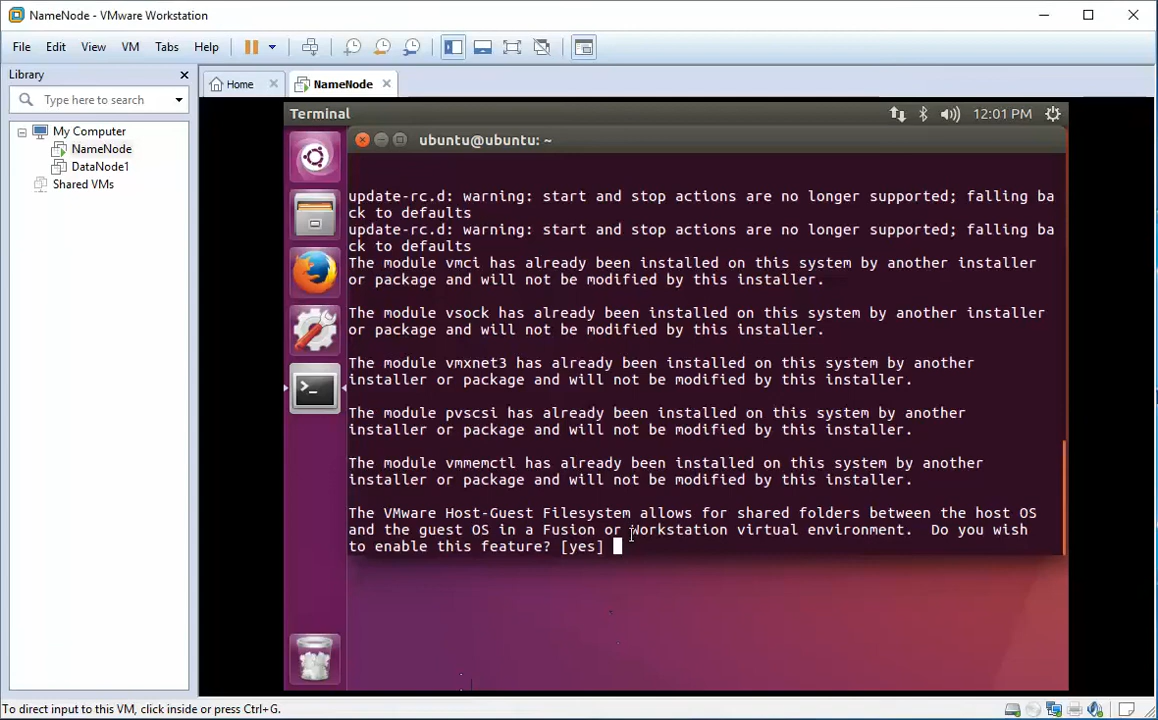 NameNode - VMware Workstation
File Edit View VM Tabs Help
Library
Home NameNode
Type here to search
My Computer
NameNode
DataNode1
Shared VMs
Terminal 12:01 PM
ubuntu@ubuntu: ~
update-rc.d: warning: start and stop actions are no longer supported; falling ba
ck to defaults
update-rc.d: warning: start and stop actions are no longer supported; falling ba
ck to defaults
The module vmci has already been installed on this system by another installer
or package and will not be modified by this installer.
The module vsock has already been installed on this system by another installer
or package and will not be modified by this installer.
The module vmxnet3 has already been installed on this system by another
installer or package and will not be modified by this installer.
The module pvscsi has already been installed on this system by another
installer or package and will not be modified by this installer.
The module vmmemctl has already been installed on this system by another
installer or package and will not be modified by this installer.
The VMware Host-Guest Filesystem allows for shared folders between the host OS
and the guest OS in a Fusion or Workstation virtual environment.  Do you wish
to enable this feature? [yes]
To direct input to this VM, click inside or press Ctrl+G.